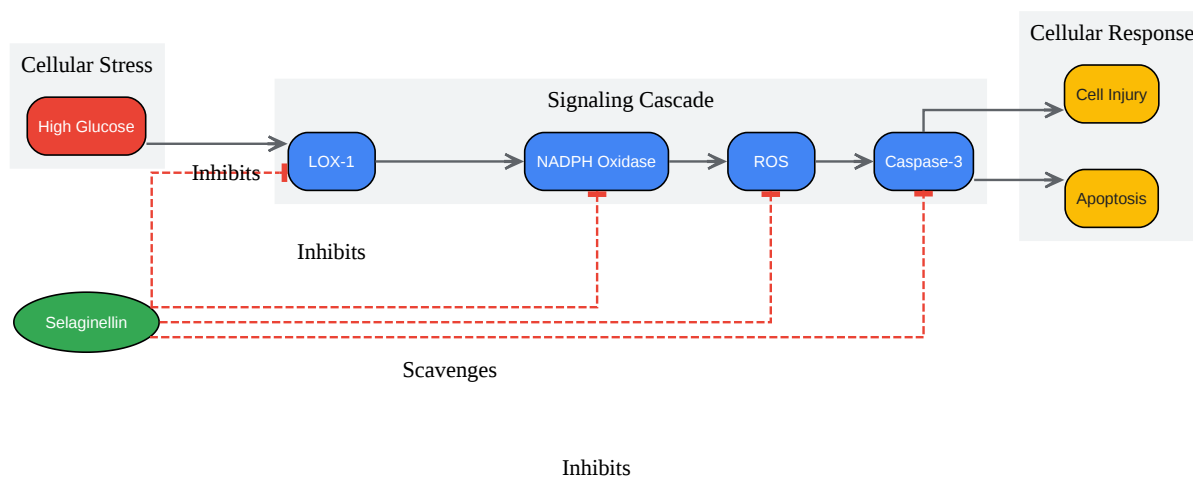 Cellular Stress
High Glucose
Signaling Cascade
LOX-1
NADPH Oxidase
ROS
Caspase-3
Cellular Response
Cell Injury
Apoptosis
Inhibits
Inhibits
Selaginellin
Scavenges
Inhibits